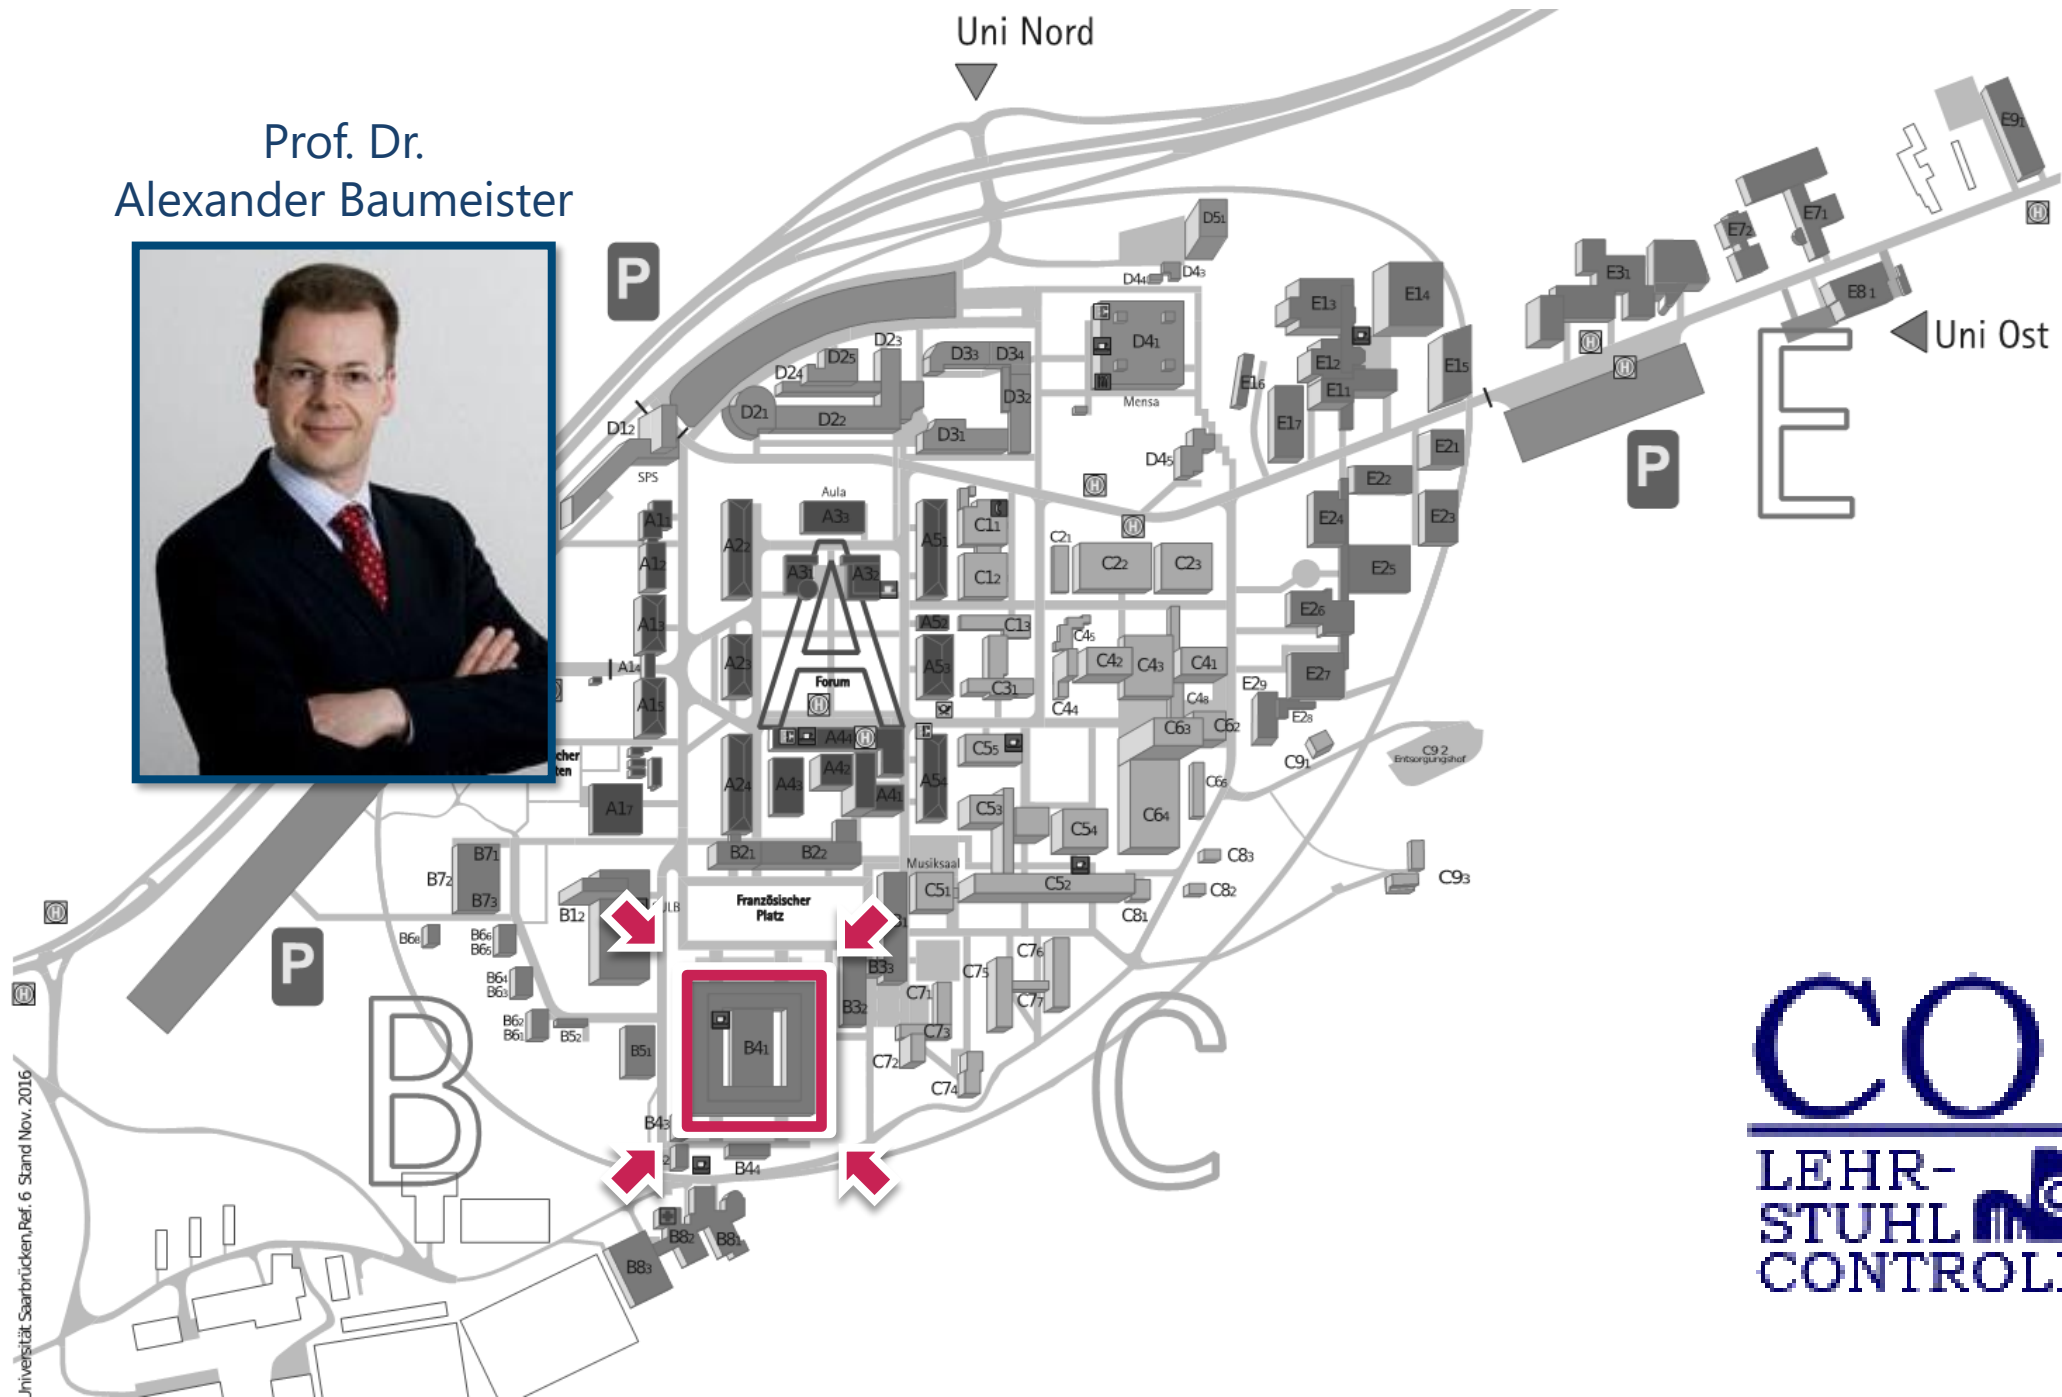 Uni Nord
Prof. Dr.
Alexander Baumeister
P
E91
E71
E72
E31
E81
Uni Ost
E
D51
D43
D44
D41
Mensa
D45
E13
E14
E12
E11
E15
E16
E17
E21
E22
E23
E24
E25
E26
E27
E28
E29
P
D12
SPS
D21
D22
D23
D24
D25
D31
D32
D33
D34
Aula
A33
A31
A32
A
Forum
A11
A12
A13
A14
A15
A17
A22
A23
A24
A51
A52
A53
A54
A44
A42
A43
A41
C11
C12
C13
C31
C21
C22
C23
C45
C42
C43
C41
C44
C48
C62
C63
C64
C66
C55
C53
C54
Musiksaal
C51
C52
C81
C82
C83
C91
C9 2
Entsorgungshof
C93
cher
ten
B21
B22
Französischer
Platz
B71
B72
B73
B12
ULB
B68
B66
B65
B64
B63
B62
B61
B52
B51
B41
B43
B44
B32
B33
C71
C72
C73
C74
C75
C76
C77
P
B
C
B82
B81
B83
Universität Saarbrücken,Ref. 6 Stand Nov. 2016
CO
LEHR-
STUHL
CONTROL